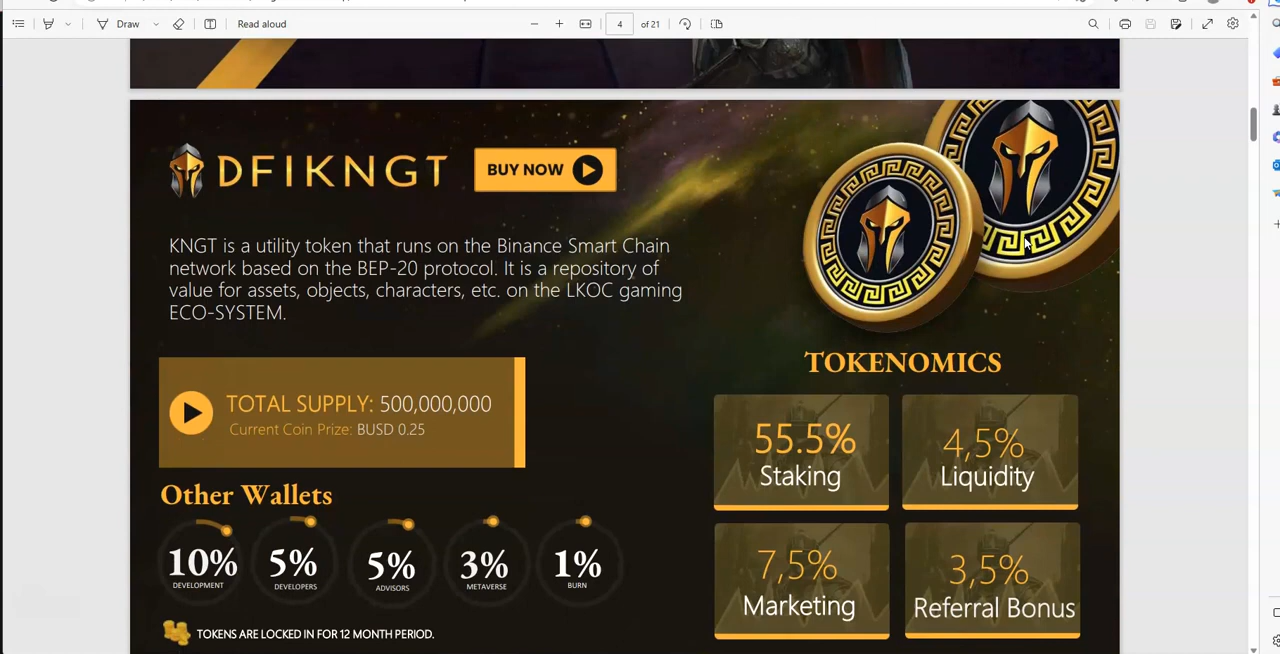 Draw
Read aloud
4
of 21
DFIKNGT
BUY NOW
KNGT is a utility token that runs on the Binance Smart Chain
network based on the BEP-20 protocol. It is a repository of
value for assets, objects, characters, etc. on the LKOC gaming
ECO-SYSTEM.
TOTAL SUPPLY: 500,000,000
Current Coin Prize: BUSD 0.25
Other Wallets
10%
DEVELOPMENT
5%
DEVELOPERS
5%
ADVISORS
3%
METAVERSE
1%
BURN
TOKENS ARE LOCKED IN FOR 12 MONTH PERIOD.
TOKENOMICS
55.5%
Staking
4,5%
Liquidity
7,5%
Marketing
3,5%
Referral Bonus